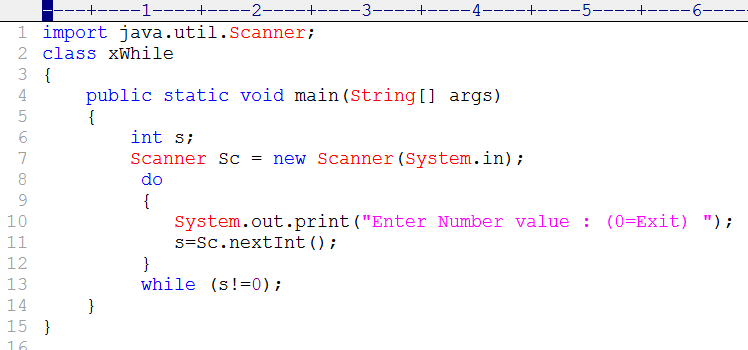 ----+----1----+----2----+----3----+----4----+----5----+----6-----
1 import java.util.Scanner;
2 class xWhile
3 {
4     public static void main(String[] args)
5     {
6         int s;
7         Scanner Sc = new Scanner(System.in);
8          do
9          {
10             System.out.print("Enter Number value : (0=Exit) ");
11             s=Sc.nextInt();
12          }
13          while (s!=0);
14     }
15 }
16